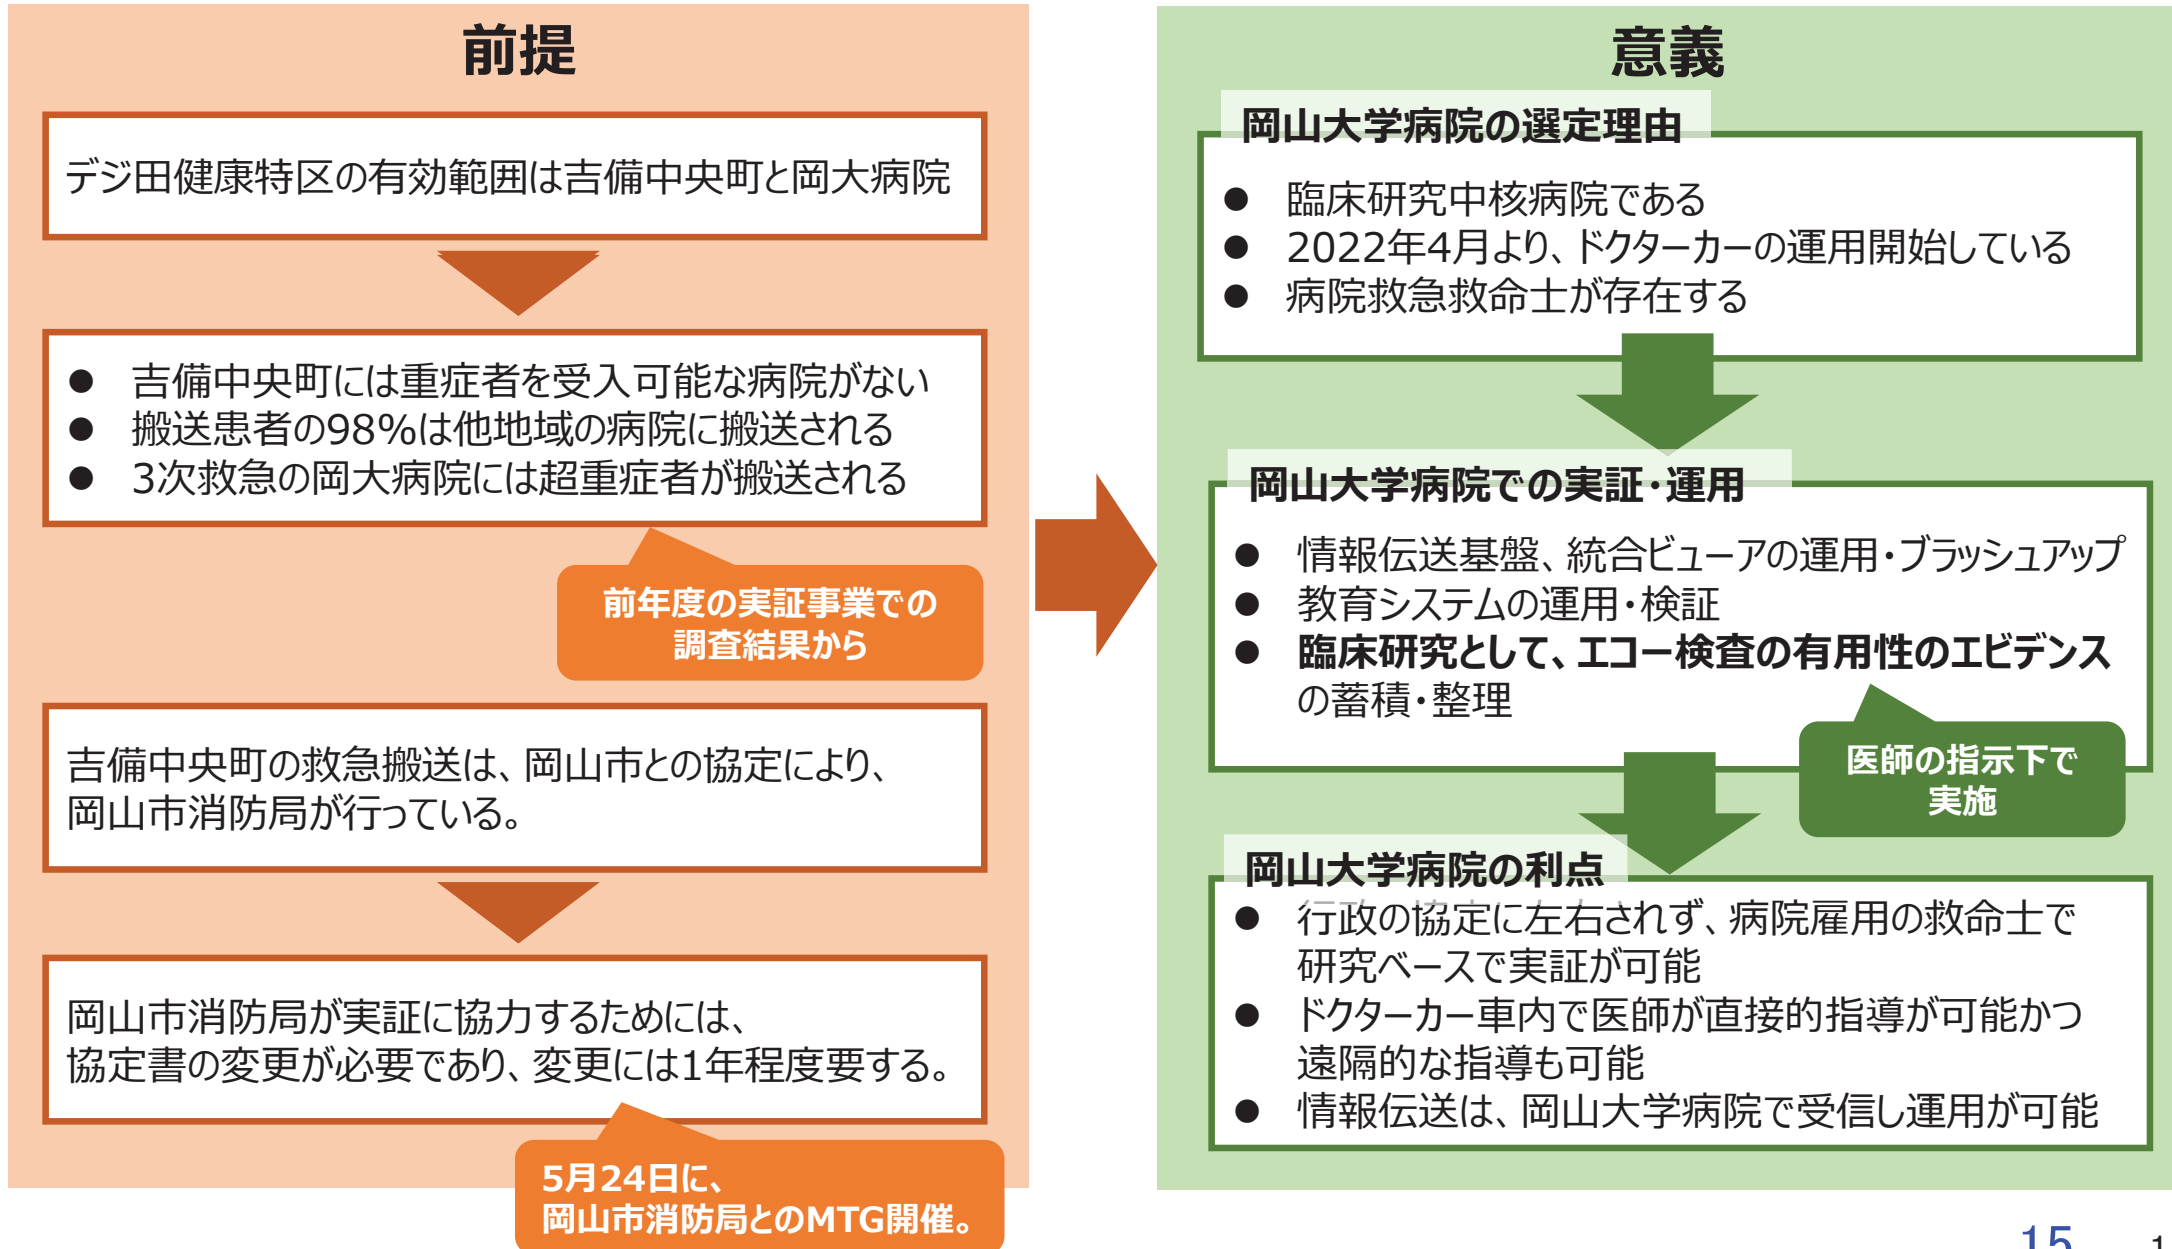 前提
デジ田健康特区の有効範囲は吉備中央町と岡大病院
● 吉備中央町には重症者を受入可能な病院がない
● 搬送患者の98%は他地域の病院に搬送される
● 3次救急の岡大病院には超重症者が搬送される
前年度の実証事業での
調査結果から
吉備中央町の救急搬送は、岡山市との協定により、
岡山市消防局が行っている。
岡山市消防局が実証に協力するためには、
協定書の変更が必要であり、変更には1年程度要する。
5月24日に、
岡山市消防局とのMTG開催。
意義
岡山大学病院の選定理由
● 臨床研究中核病院である
● 2022年4月より、ドクターカーの運用開始している
● 病院救急救命士が存在する
岡山大学病院での実証・運用
● 情報伝送基盤、統合ビューアの運用・ブラッシュアップ
● 教育システムの運用・検証
● 臨床研究として、エコー検査の有用性のエビデンス
の蓄積・整理
医師の指示下で
実施
岡山大学病院の利点
● 行政の協定に左右されず、病院雇用の救命士で
研究ベースで実証が可能
● ドクターカー車内で医師が直接的指導が可能かつ
遠隔的な指導も可能
● 情報伝送は、岡山大学病院で受信し運用が可能
15
1